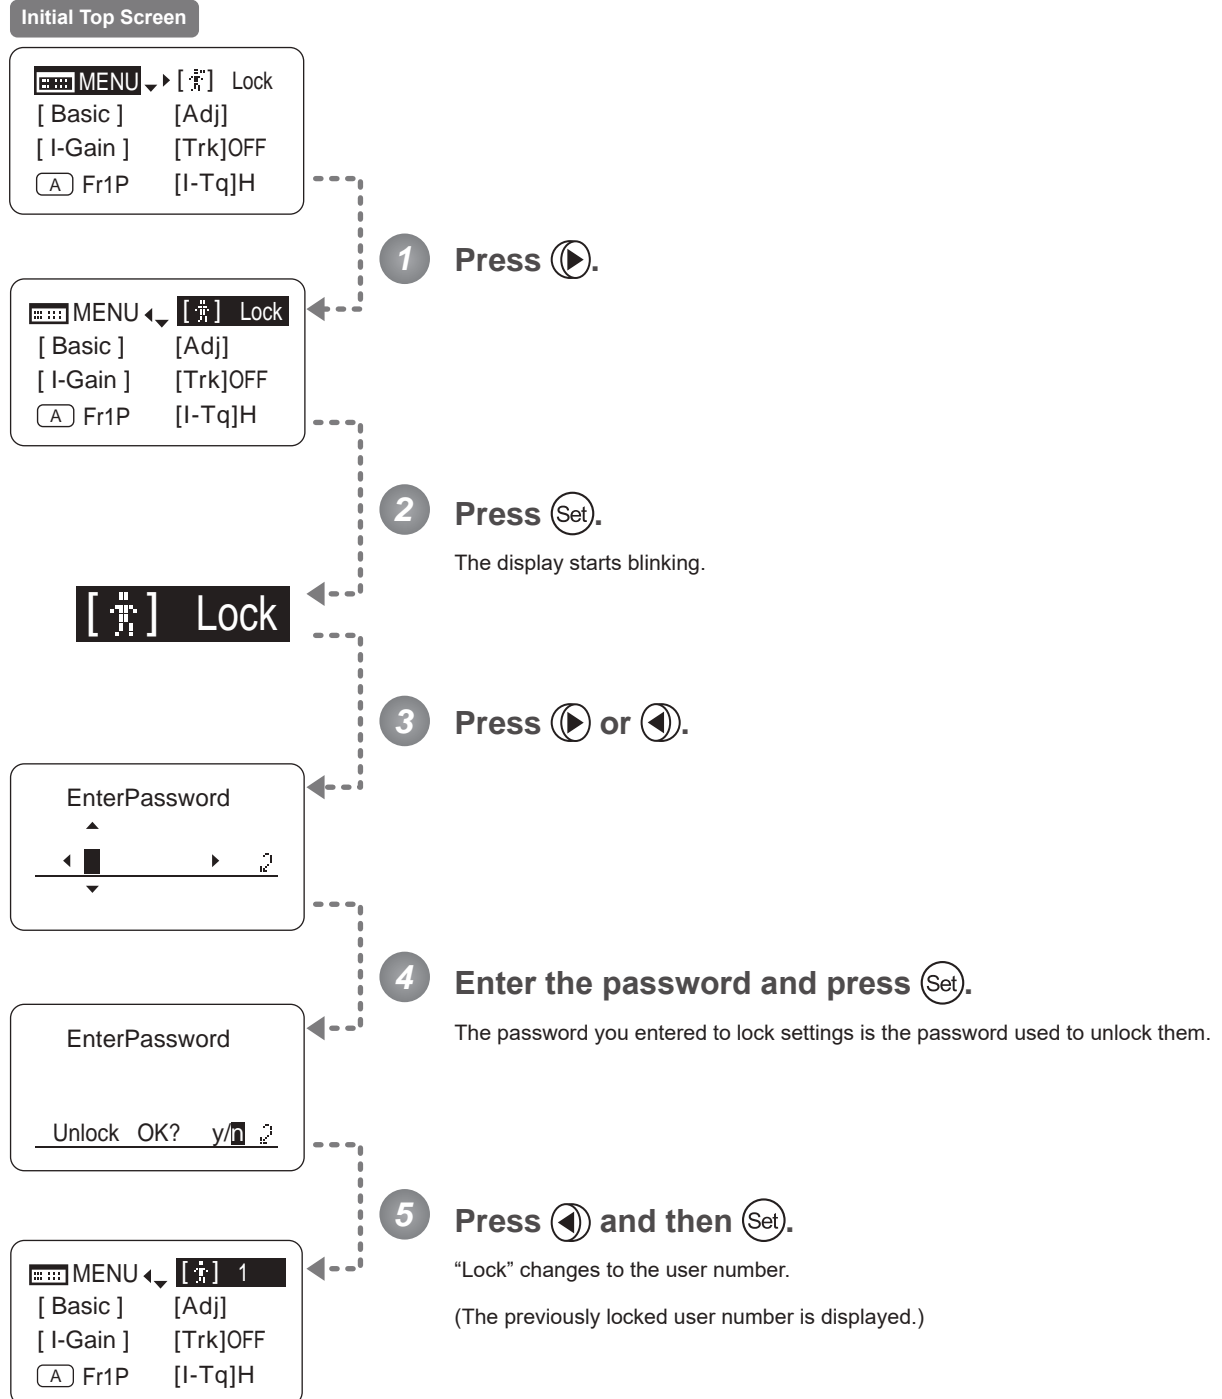 Initial Top Screen
MENU [ ] Lock
[ Basic ] [Adj]
[ I-Gain ] [Trk]OFF
A Fr1P [I-Tq]H
1 Press .
MENU [ ] Lock
[ Basic ] [Adj]
[ I-Gain ] [Trk]OFF
A Fr1P [I-Tq]H
2 Press Set.
The display starts blinking.
[ ] Lock
3 Press or .
EnterPassword
4 Enter the password and press Set.
The password you entered to lock settings is the password used to unlock them.
EnterPassword
Unlock OK? y/n
5 Press and then Set.
“Lock” changes to the user number.
(The previously locked user number is displayed.)
MENU [ ] 1
[ Basic ] [Adj]
[ I-Gain ] [Trk]OFF
A Fr1P [I-Tq]H